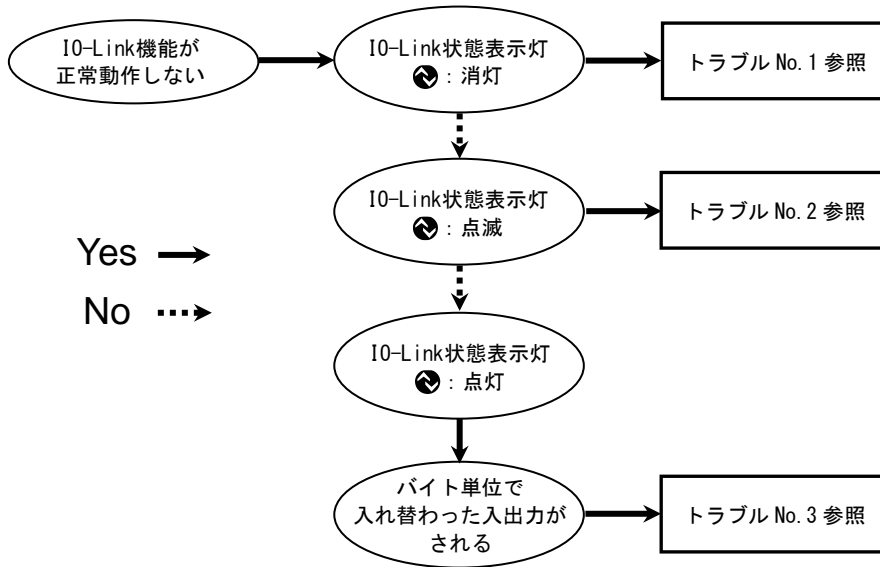 IO-Link機能が
正常動作しない
IO-Link状態表示灯
：消灯
トラブル No.1 参照
IO-Link状態表示灯
：点滅
トラブル No.2 参照
Yes
No
IO-Link状態表示灯
：点灯
バイト単位で
入れ替わった入出力が
される
トラブル No.3 参照